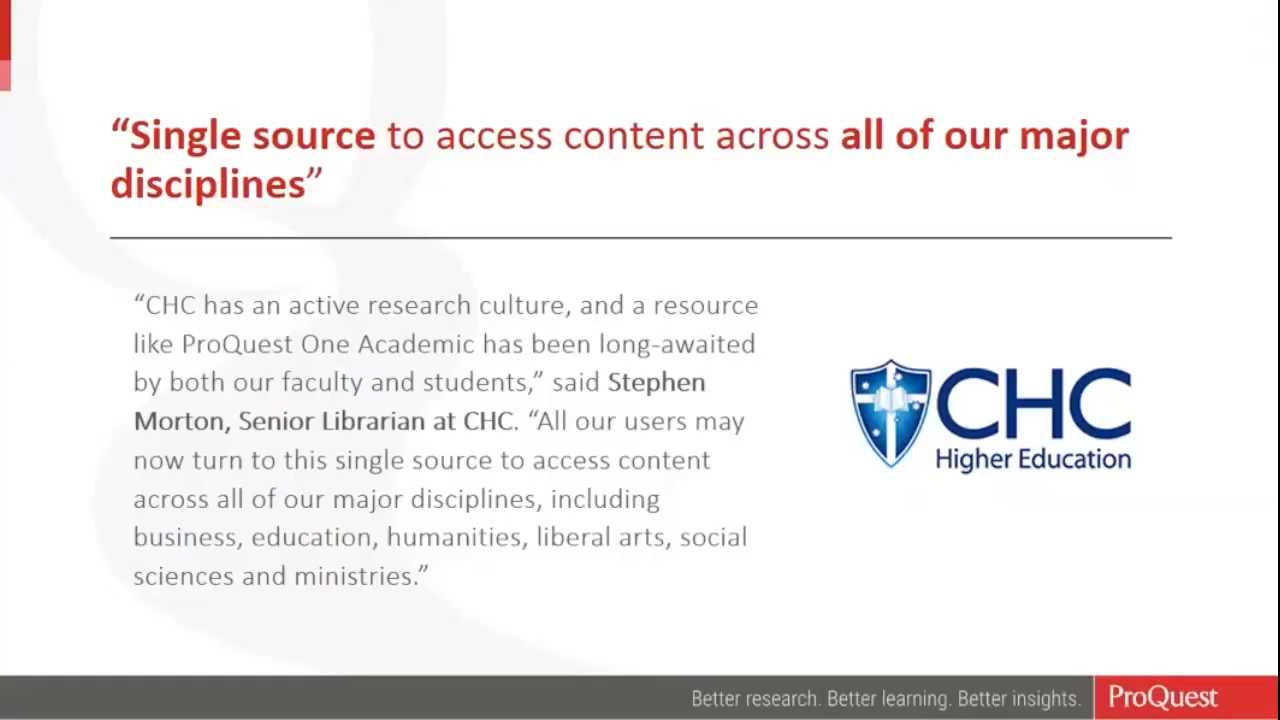 “Single source to access content across all of our major
disciplines”
“CHC has an active research culture, and a resource
like ProQuest One Academic has been long-awaited
by both our faculty and students,” said Stephen
Morton, Senior Librarian at CHC. “All our users may
now turn to this single source to access content
across all of our major disciplines, including
business, education, humanities, liberal arts, social
sciences and ministries.”
CHC
Higher Education
Better research. Better learning. Better insights.
ProQuest